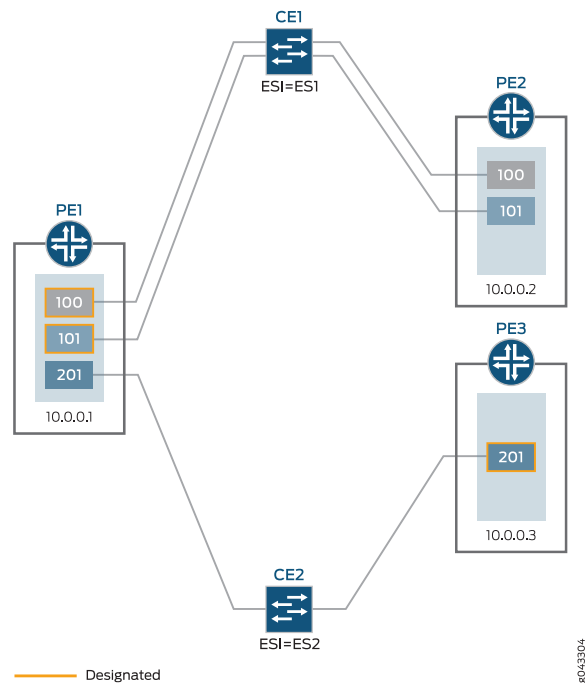 CE1
ESI=ES1
PE2
100
101
10.0.0.2
PE1
100
101
201
10.0.0.1
PE3
201
10.0.0.3
CE2
ESI=ES2
Designated
g043304